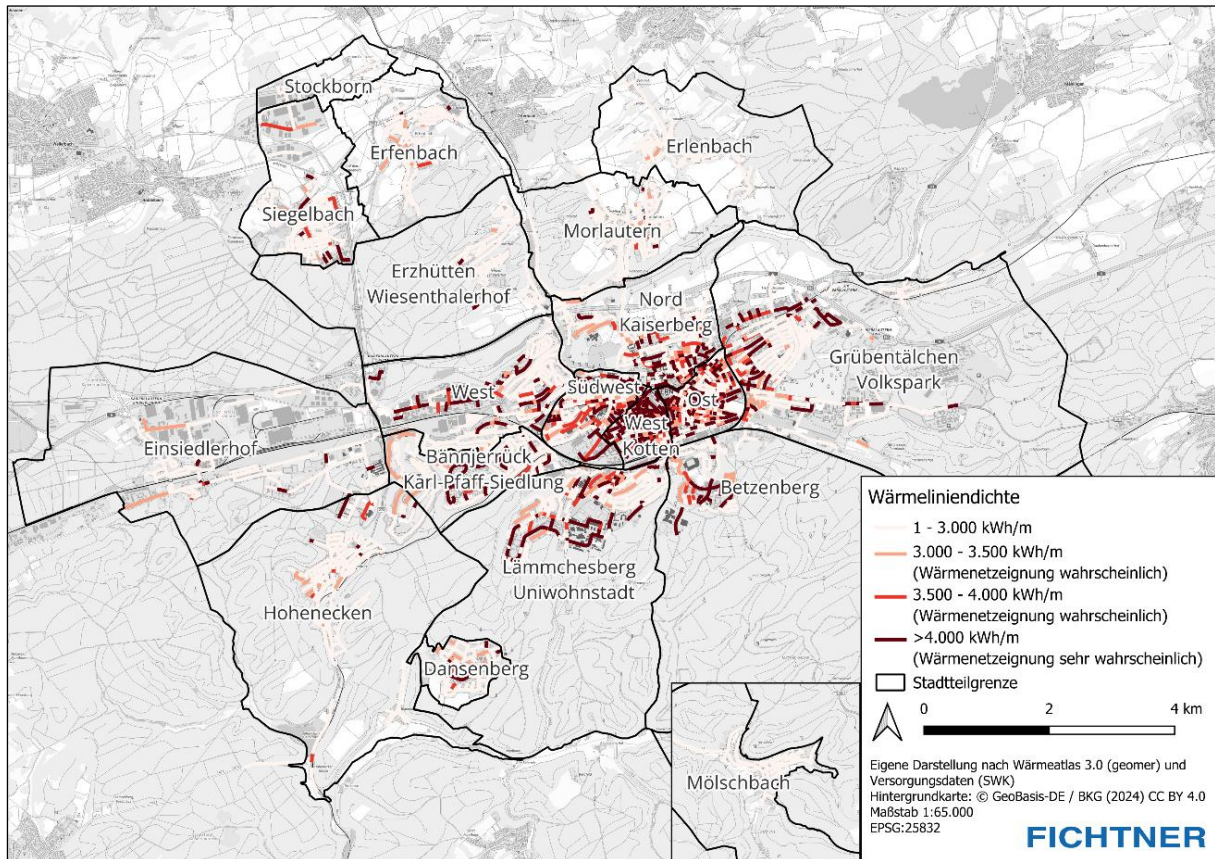 Stockborn
Erfenbach
Erlenbach
Siegelbach
Morlautern
Erzhütten
Wiesenthalerhof
Nord
Kaiserberg
Grübentälchen
Volkspark
West
Südwest
Ost
West
Kotten
Einsiedlerhof
Bännjerrück
Karl-Pfaff-Siedlung
Betzenberg
Lämmchesberg
Uniwohnstadt
Hohenecken
Dansenberg
Mölschbach
Wärmeliniendichte
1 - 3.000 kWh/m
3.000 - 3.500 kWh/m
(Wärmenetzeignung wahrscheinlich)
3.500 - 4.000 kWh/m
(Wärmenetzeignung wahrscheinlich)
>4.000 kWh/m
(Wärmenetzeignung sehr wahrscheinlich)
Stadtteilgrenze
0 2 4 km
Eigene Darstellung nach Wärmeatlas 3.0 (geomer) und
Versorgungsdaten (SWK)
Hintergrundkarte: © GeoBasis-DE / BKG (2024) CC BY 4.0
Maßstab 1:65.000
EPSG:25832
FICHTNER